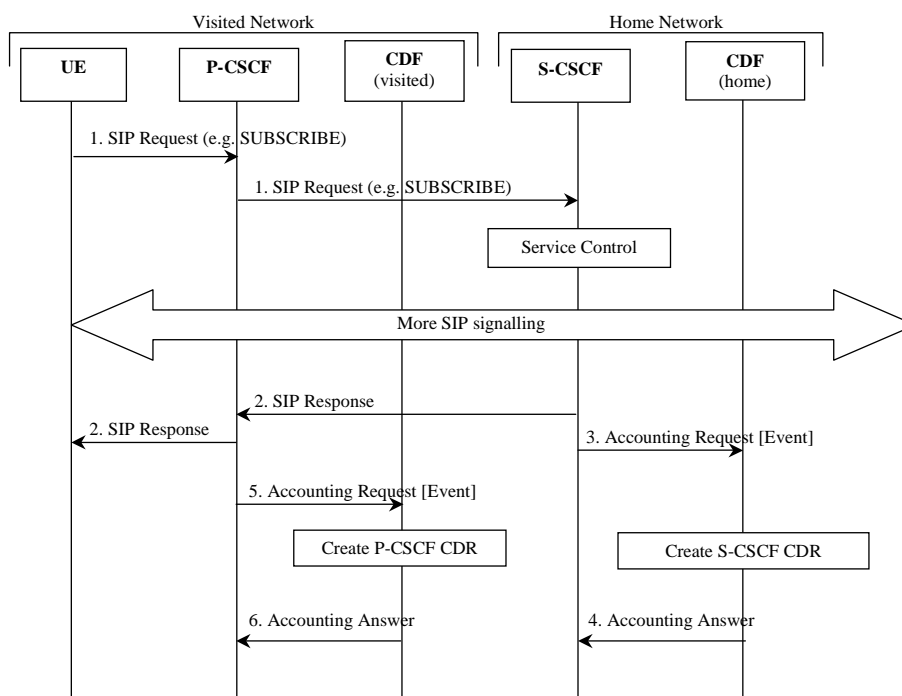 Visited Network
Home Network
UE
P-CSCF
CDF
(visited)
S-CSCF
CDF
(home)
1. SIP Request (e.g. SUBSCRIBE)
1. SIP Request (e.g. SUBSCRIBE)
Service Control
More SIP signalling
2. SIP Response
2. SIP Response
3. Accounting Request [Event]
5. Accounting Request [Event]
Create P-CSCF CDR
Create S-CSCF CDR
6. Accounting Answer
4. Accounting Answer